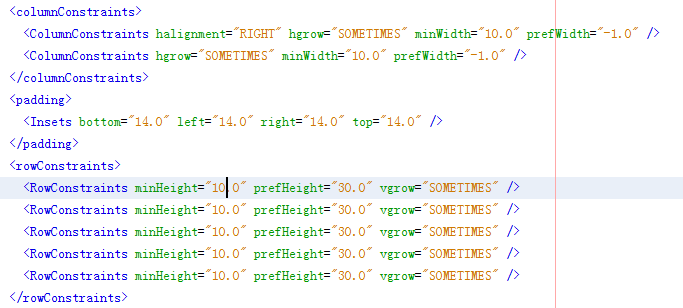 <columnConstraints>
<ColumnConstraints halignment="RIGHT" hgrow="SOMETIMES" minWidth="10.0" prefWidth="-1.0" />
<ColumnConstraints hgrow="SOMETIMES" minWidth="10.0" prefWidth="-1.0" />
</columnConstraints>
<padding>
<Insets bottom="14.0" left="14.0" right="14.0" top="14.0" />
</padding>
<rowConstraints>
<RowConstraints minHeight="10.0" prefHeight="30.0" vgrow="SOMETIMES" />
<RowConstraints minHeight="10.0" prefHeight="30.0" vgrow="SOMETIMES" />
<RowConstraints minHeight="10.0" prefHeight="30.0" vgrow="SOMETIMES" />
<RowConstraints minHeight="10.0" prefHeight="30.0" vgrow="SOMETIMES" />
<RowConstraints minHeight="10.0" prefHeight="30.0" vgrow="SOMETIMES" />
</rowConstraints>